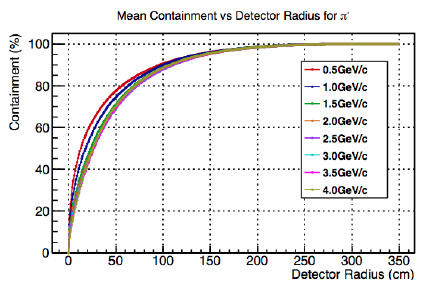 Mean Containment vs Detector Radius for π⁻
Containment (%)
100
80
60
40
20
0
0.5GeV/c
1.0GeV/c
1.5GeV/c
2.0GeV/c
2.5GeV/c
3.0GeV/c
3.5GeV/c
4.0GeV/c
0 50 100 150 200 250 300 350
Detector Radius (cm)